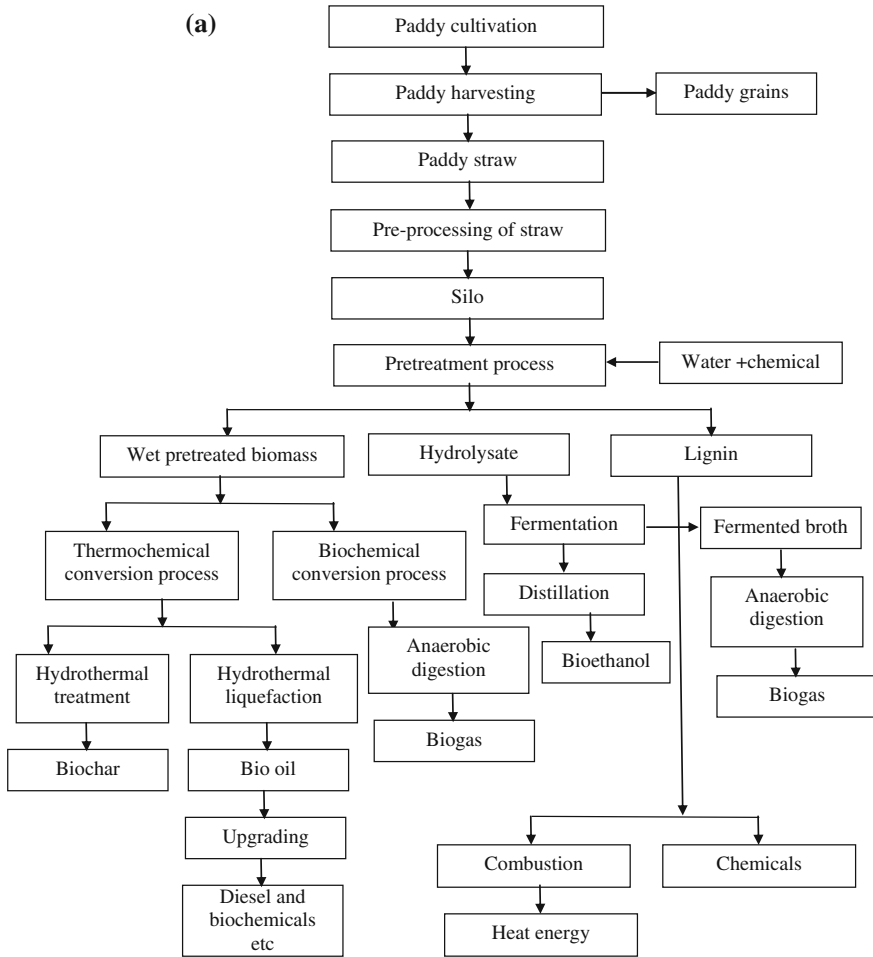 (a)
Paddy cultivation
Paddy harvesting
Paddy grains
Paddy straw
Pre-processing of straw
Silo
Pretreatment process
Water +chemical
Wet pretreated biomass
Hydrolysate
Lignin
Thermochemical
conversion process
Biochemical
conversion process
Fermentation
Fermented broth
Distillation
Anaerobic
digestion
Hydrothermal
treatment
Hydrothermal
liquefaction
Anaerobic
digestion
Bioethanol
Biogas
Biochar
Bio oil
Biogas
Upgrading
Combustion
Chemicals
Diesel and
biochemicals
etc
Heat energy